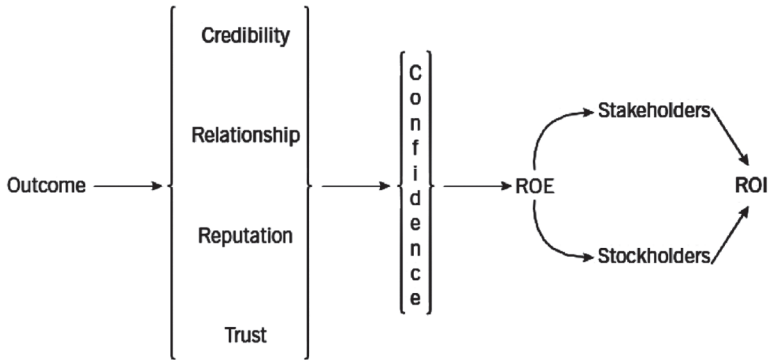 Outcome
Credibility
Relationship
Reputation
Trust
Confidence
ROE
Stakeholders
Stockholders
ROI